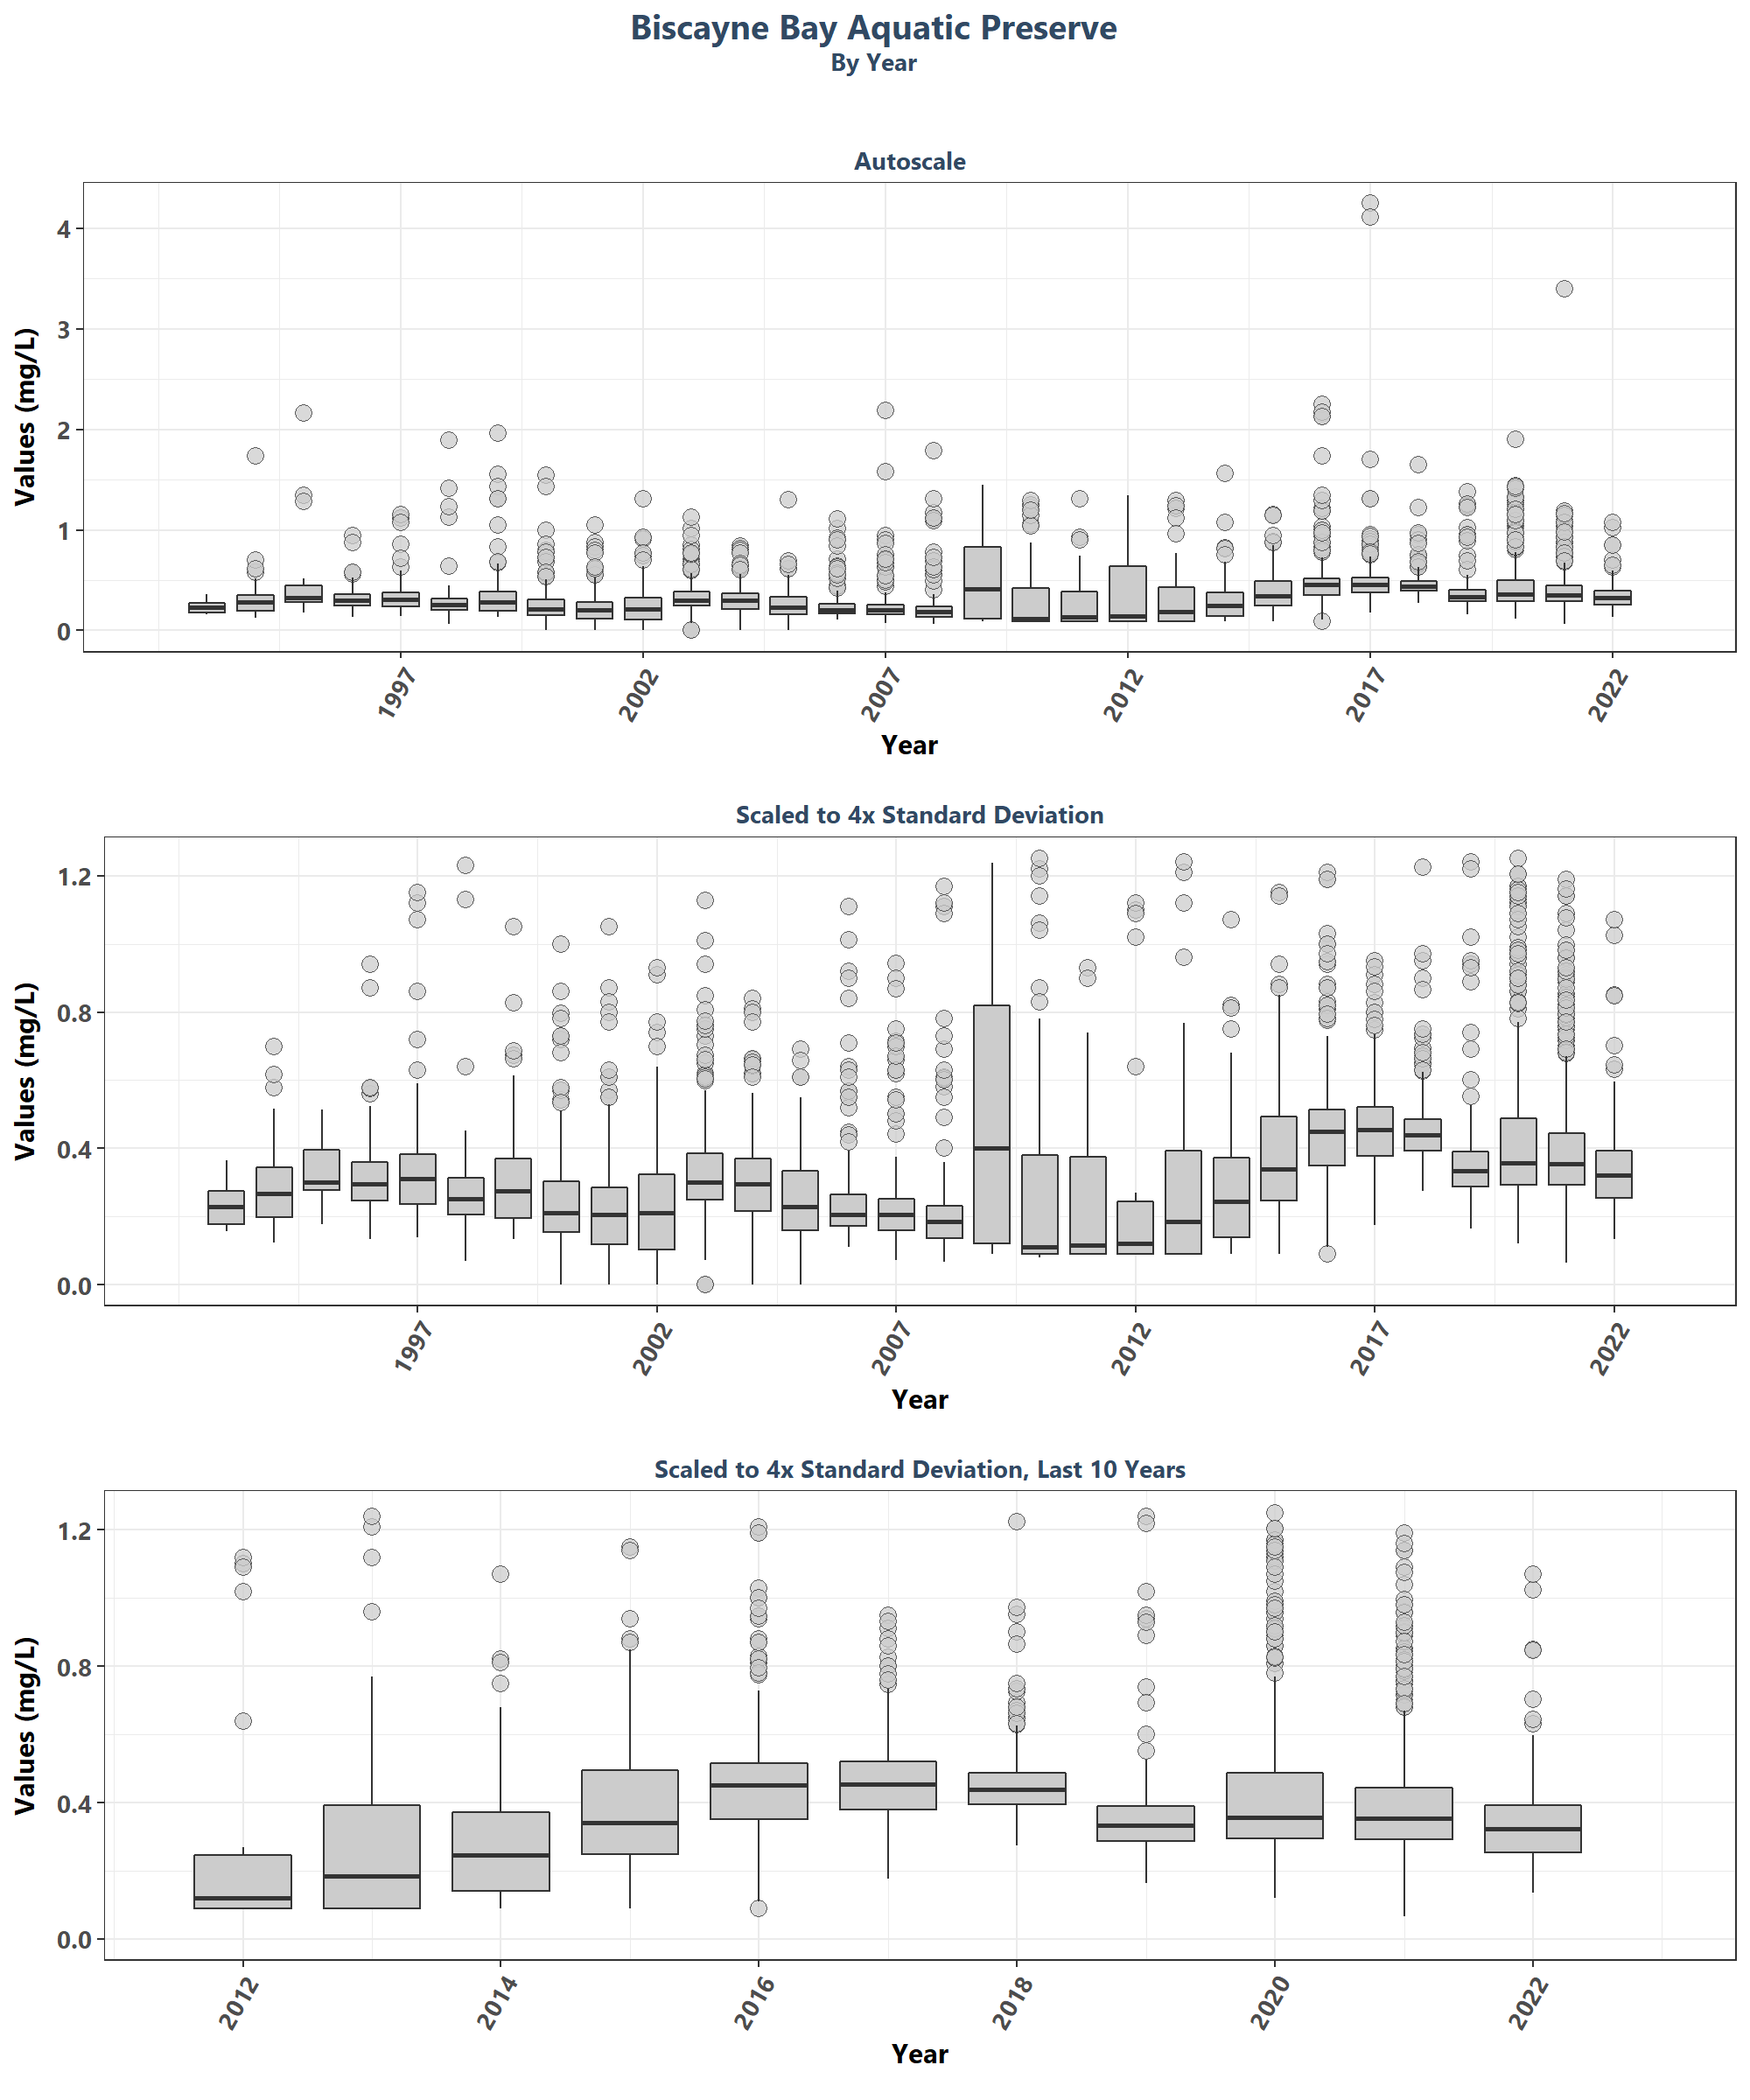 Biscayne Bay Aquatic Preserve
By Year
Autoscale
Values (mg/L)
4
3
2
1
0
1997 2002 2007 2012 2017 2022
Year
Scaled to 4x Standard Deviation
Values (mg/L)
1.2
0.8
0.4
0.0
1997 2002 2007 2012 2017 2022
Year
Scaled to 4x Standard Deviation, Last 10 Years
Values (mg/L)
1.2
0.8
0.4
0.0
2012 2014 2016 2018 2020 2022
Year